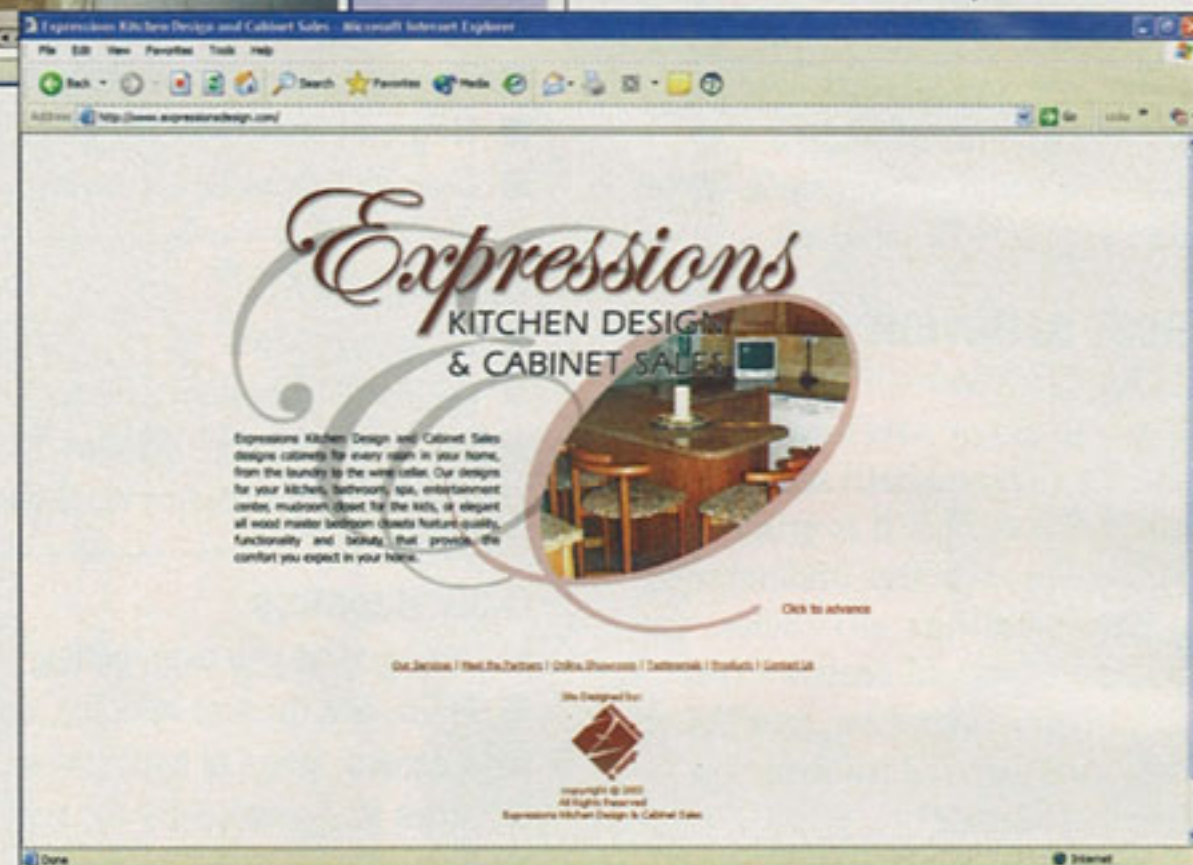 Expressions Kitchen Design and Cabinet Sales - Microsoft Internet Explorer
File Edit View Favorites Tools Help
Back Search Favorites Media
Address http://www.expressionsdesign.com/ Go Links
Expressions
KITCHEN DESIGN
& CABINET SALES
Expressions Kitchen Design and Cabinet Sales
designs cabinets for every room in your home,
from the laundry to the wine cellar. Our designs
for your kitchen, bathroom, spa, entertainment
center, mudroom closet for the kids, or elegant
all wood master bedroom closets feature quality,
functionality and beauty that provide the
comfort you expect in your home.
Click to advance
Our Services | Meet the Partners | Online Showroom | Testimonials | Products | Contact Us
Site Designed by:
copyright @
All Rights Reserved
Expressions Kitchen Design & Cabinet Sales
Done Internet